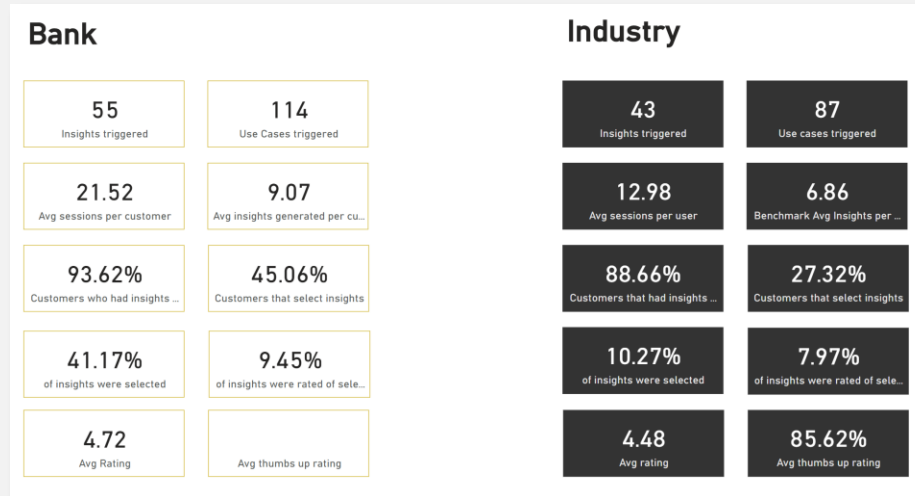 Bank
Industry
55
Insights triggered
114
Use Cases triggered
43
Insights triggered
87
Use cases triggered
21.52
Avg sessions per customer
9.07
Avg insights generated per cu...
12.98
Avg sessions per user
6.86
Benchmark Avg Insights per ...
93.62%
Customers who had insights ...
45.06%
Customers that select insights
88.66%
Customers that had insights ...
27.32%
Customers that select insights
41.17%
of insights were selected
9.45%
of insights were rated of sele...
10.27%
of insights were selected
7.97%
of insights were rated of sele...
4.72
Avg Rating
Avg thumbs up rating
4.48
Avg rating
85.62%
Avg thumbs up rating